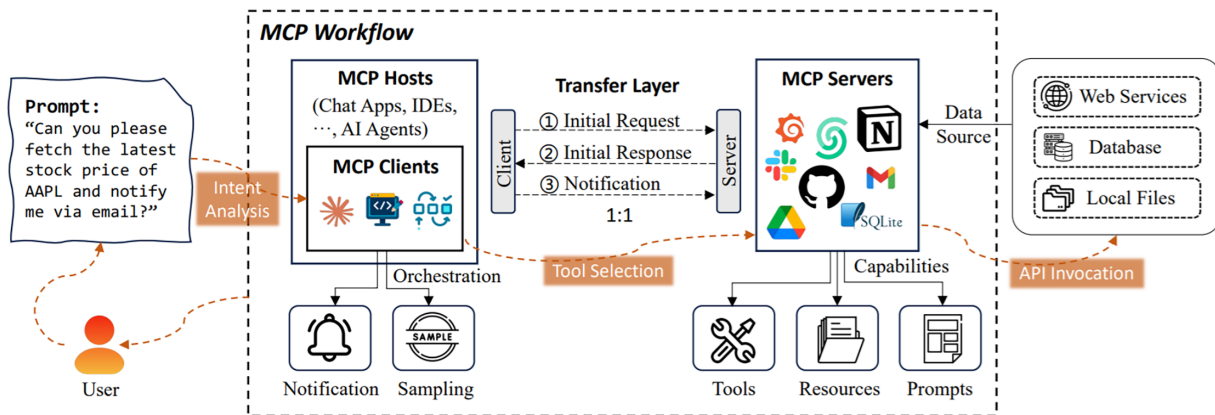 MCP Workflow
Prompt:
“Can you please
fetch the latest
stock price of
AAPL and notify
me via email?”
User
Intent
Analysis
MCP Hosts
(Chat Apps, IDEs,
···, AI Agents)
MCP Clients
</>
Orchestration
Notification
SAMPLE
Sampling
Transfer Layer
Client
① Initial Request
② Initial Response
③ Notification
1:1
Server
Tool Selection
MCP Servers
N
SQLite
Capabilities
Tools
Resources
Prompts
Data
Source
Web Services
Database
Local Files
API Invocation